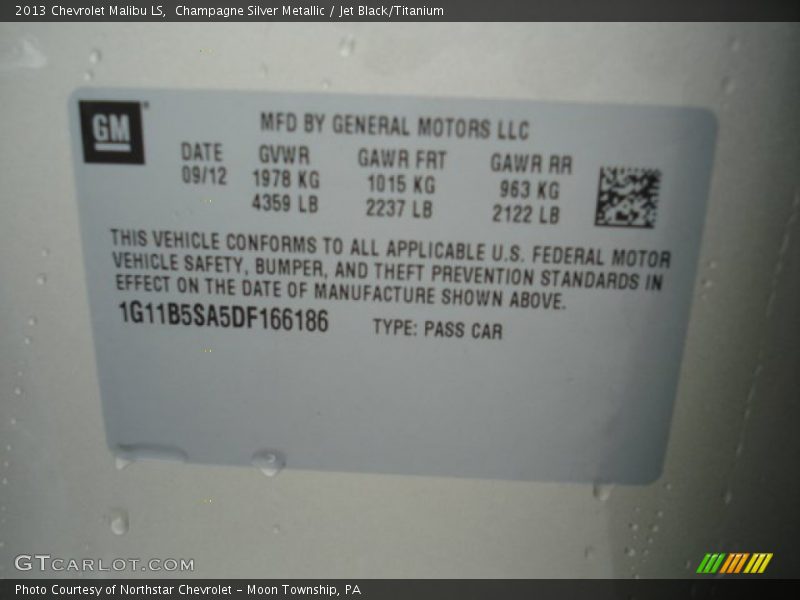 2013 Chevrolet Malibu LS,  Champagne Silver Metallic / Jet Black/Titanium
GM
MFD BY GENERAL MOTORS LLC
DATE GVWR GAWR FRT GAWR RR
09/12 1978 KG 1015 KG 963 KG
4359 LB 2237 LB 2122 LB
THIS VEHICLE CONFORMS TO ALL APPLICABLE U.S. FEDERAL MOTOR
VEHICLE SAFETY, BUMPER, AND THEFT PREVENTION STANDARDS IN
EFFECT ON THE DATE OF MANUFACTURE SHOWN ABOVE.
1G11B5SA5DF166186 TYPE: PASS CAR
GTCARLOT.COM
Photo Courtesy of Northstar Chevrolet - Moon Township, PA